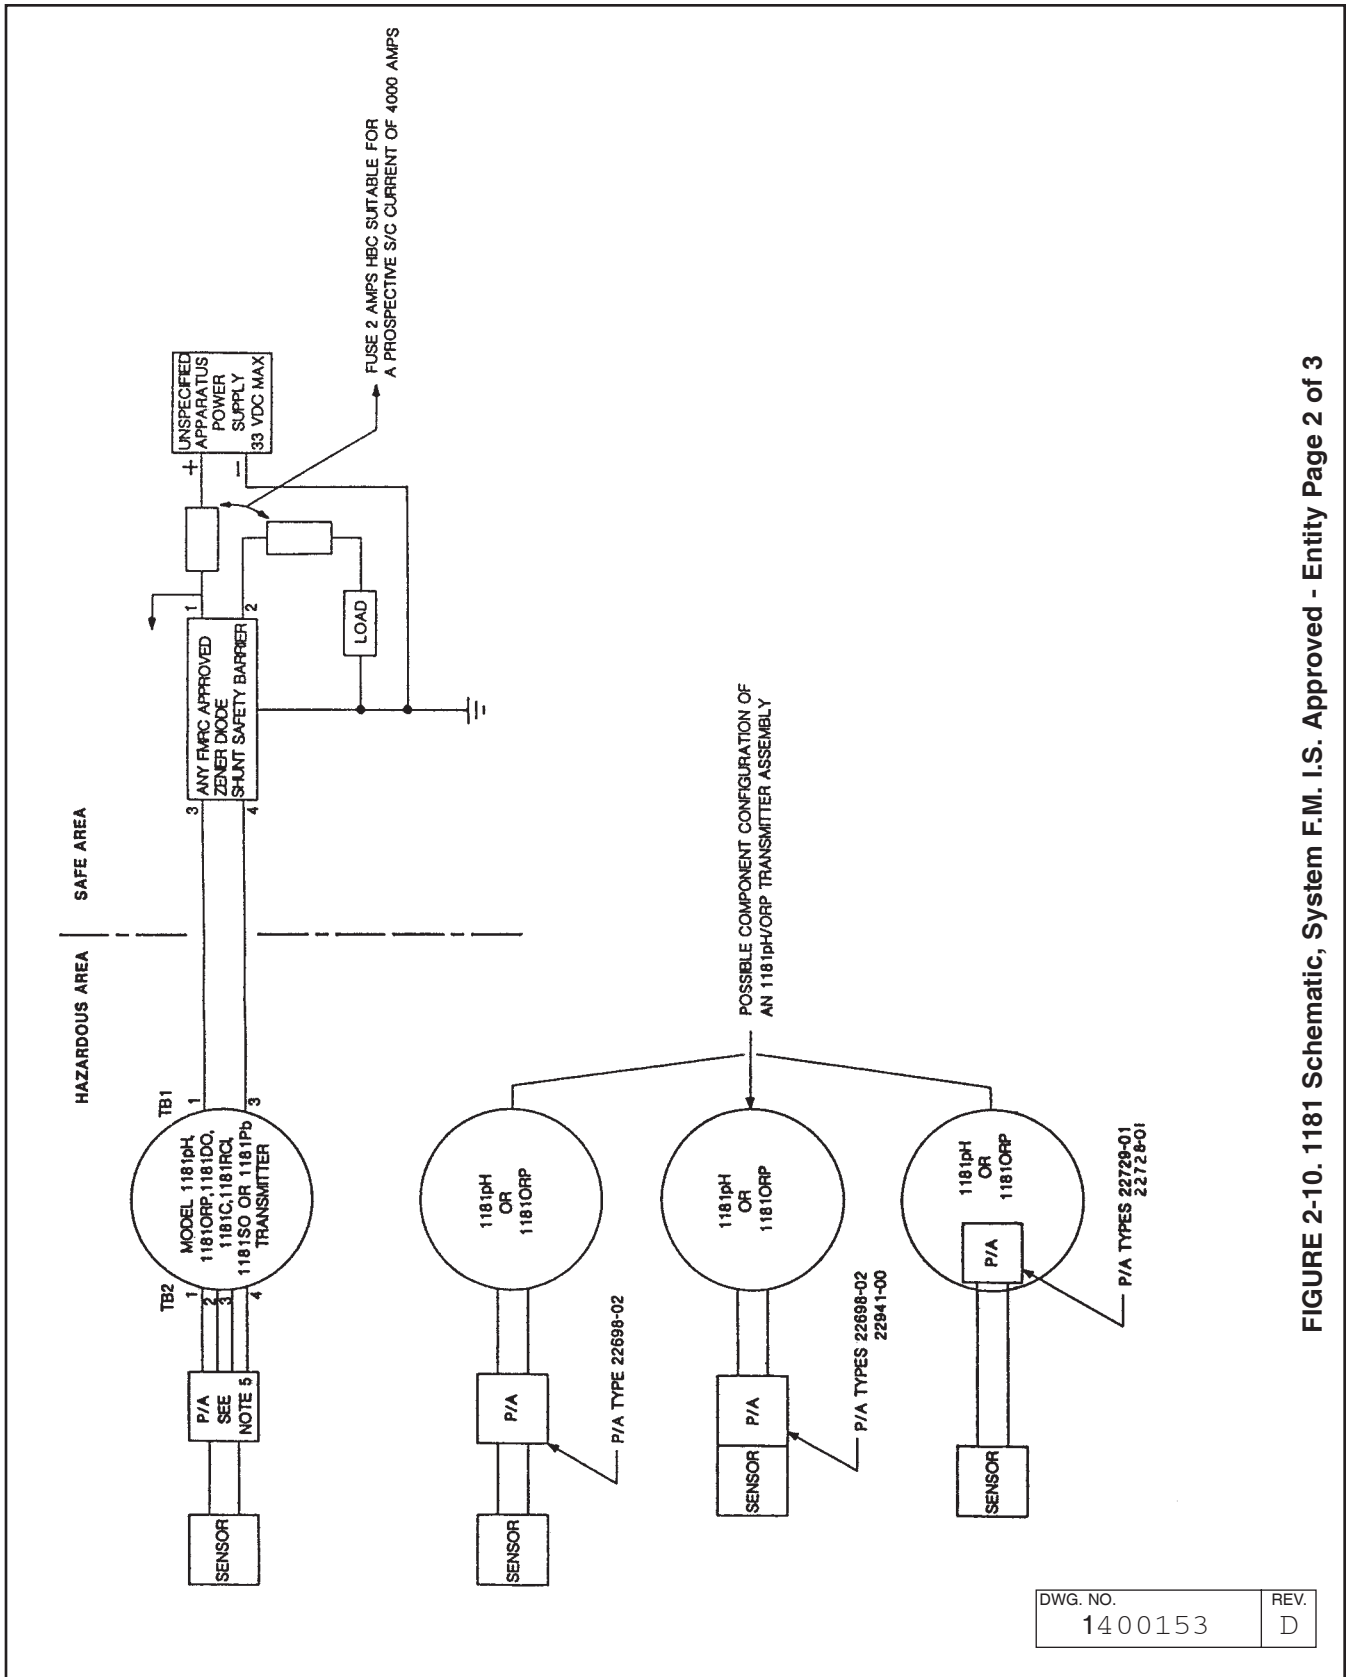 HAZARDOUS AREA
SAFE AREA
SENSOR
P/A
SEE
NOTE 5
TB2
1
2
3
4
MODEL 1181pH,
1181ORP,1181DO,
1181C,1181RCL,
1181SO OR 1181Pb
TRANSMITTER
TB1
1
3
3
4
ANY FMRC APPROVED
ZENER DIODE
SHUNT SAFETY BARRIER
1
2
LOAD
+
−
UNSPECIFIED
APPARATUS
POWER
SUPPLY
33 VDC MAX
FUSE 2 AMPS HBC SUITABLE FOR
A PROSPECTIVE S/C CURRENT OF 4000 AMPS
SENSOR
P/A
P/A TYPE 22698-02
1181pH
OR
1181ORP
POSSIBLE COMPONENT CONFIGURATION OF
AN 1181pH/ORP TRANSMITTER ASSEMBLY
SENSOR
P/A
P/A TYPES 22698-02
22941-00
1181pH
OR
1181ORP
SENSOR
P/A
1181pH
OR
1181ORP
P/A TYPES 22729-01
22728-01
FIGURE 2-10. 1181 Schematic, System F.M. I.S. Approved - Entity Page 2 of 3
DWG. NO.
1400153
REV.
D